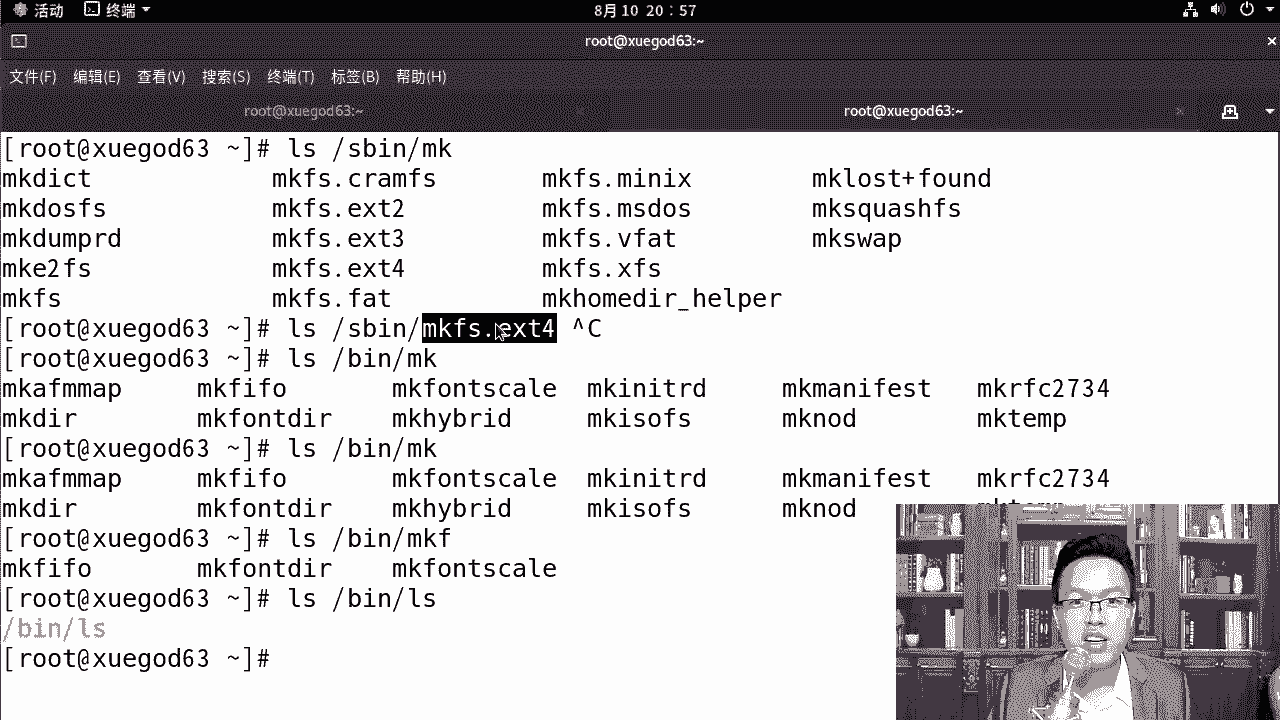 活动 终端 8月10 20：57
root@xuegod63:~
文件(F) 编辑(E) 查看(V) 搜索(S) 终端(T) 标签(B) 帮助(H)
root@xuegod63:~ root@xuegod63:~
[root@xuegod63 ~]# ls /sbin/mk
mkdict mkfs.cramfs mkfs.minix mklost+found
mkdosfs mkfs.ext2 mkfs.msdos mksquashfs
mkdumprd mkfs.ext3 mkfs.vfat mkswap
mke2fs mkfs.ext4 mkfs.xfs
mkfs mkfs.fat mkhomedir_helper
[root@xuegod63 ~]# ls /sbin/mkfs.ext4 ^C
[root@xuegod63 ~]# ls /bin/mk
mkafmmap mkfifo mkfontscale mkinitrd mkmanifest mkrfc2734
mkdir mkfontdir mkhybrid mkisofs mknod mktemp
[root@xuegod63 ~]# ls /bin/mk
mkafmmap mkfifo mkfontscale mkinitrd mkmanifest mkrfc2734
mkdir mkfontdir mkhybrid mkisofs mknod
[root@xuegod63 ~]# ls /bin/mkf
mkfifo mkfontdir mkfontscale
[root@xuegod63 ~]# ls /bin/ls
/bin/ls
[root@xuegod63 ~]#